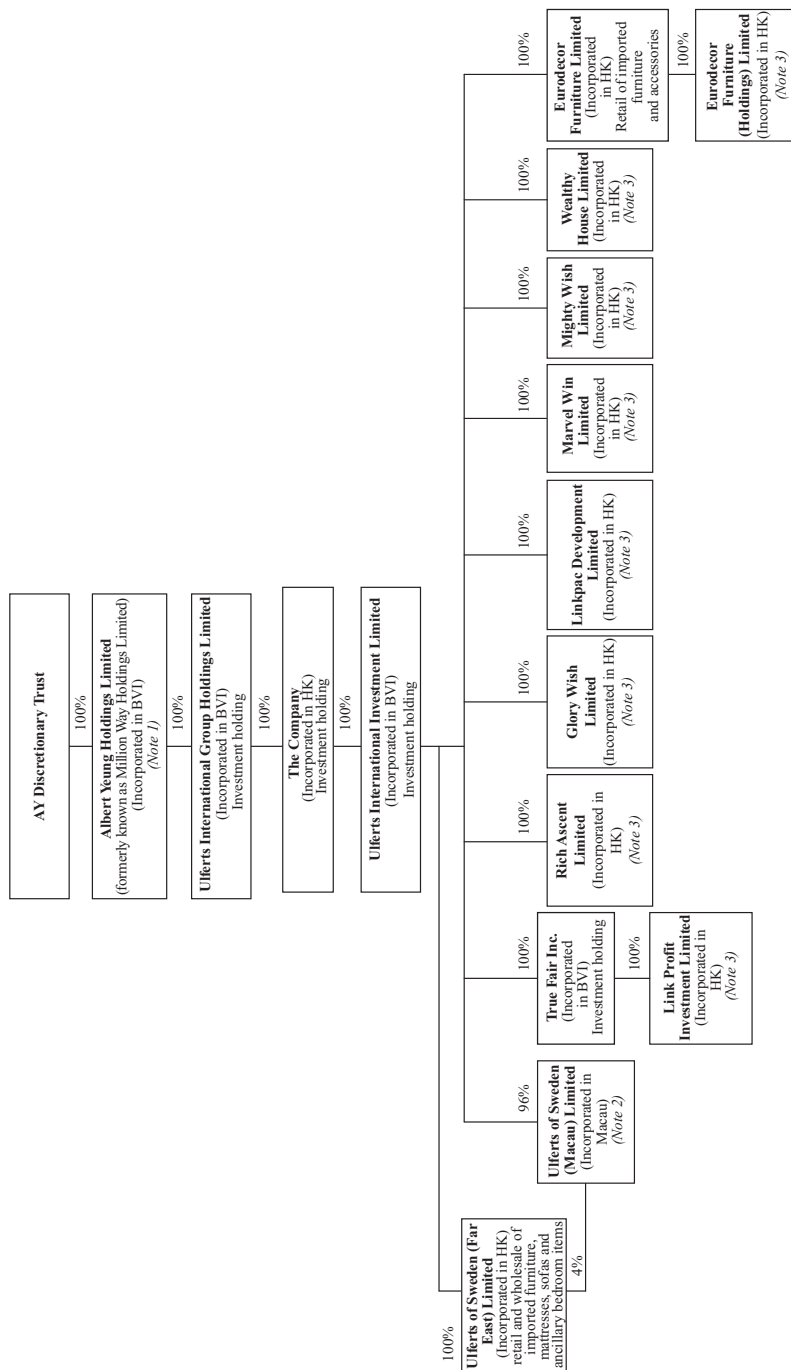 AY Discretionary Trust
100%
Albert Yeung Holdings Limited
(formerly known as Million Way Holdings Limited)
(Incorporated in BVI)
(Note 1)
100%
Ulferts International Group Holdings Limited
(Incorporated in BVI)
Investment holding
100%
The Company
(Incorporated in HK)
Investment holding
100%
Ulferts International Investment Limited
(Incorporated in BVI)
Investment holding
100%
Ulferts of Sweden (Far
East) Limited
(Incorporated in HK)
retail and wholesale of
imported furniture,
mattresses, sofas and
ancillary bedroom items
4%
96%
Ulferts of Sweden
(Macau) Limited
(Incorporated in
Macau)
(Note 2)
100%
True Fair Inc.
(Incorporated
in BVI)
Investment holding
100%
Link Profit
Investment Limited
(Incorporated in
HK)
(Note 3)
100%
Rich Ascent
Limited
(Incorporated in
HK)
(Note 3)
100%
Glory Wish
Limited
(Incorporated in HK)
(Note 3)
100%
Linkpac Development
Limited
(Incorporated in HK)
(Note 3)
100%
Marvel Win
Limited
(Incorporated
in HK)
(Note 3)
100%
Mighty Wish
Limited
(Incorporated
in HK)
(Note 3)
100%
Wealthy
House Limited
(Incorporated
in HK)
(Note 3)
100%
Eurodecor
Furniture Limited
(Incorporated
in HK)
Retail of imported
furniture
and accessories
100%
Eurodecor
Furniture
(Holdings) Limited
(Incorporated in HK)
(Note 3)